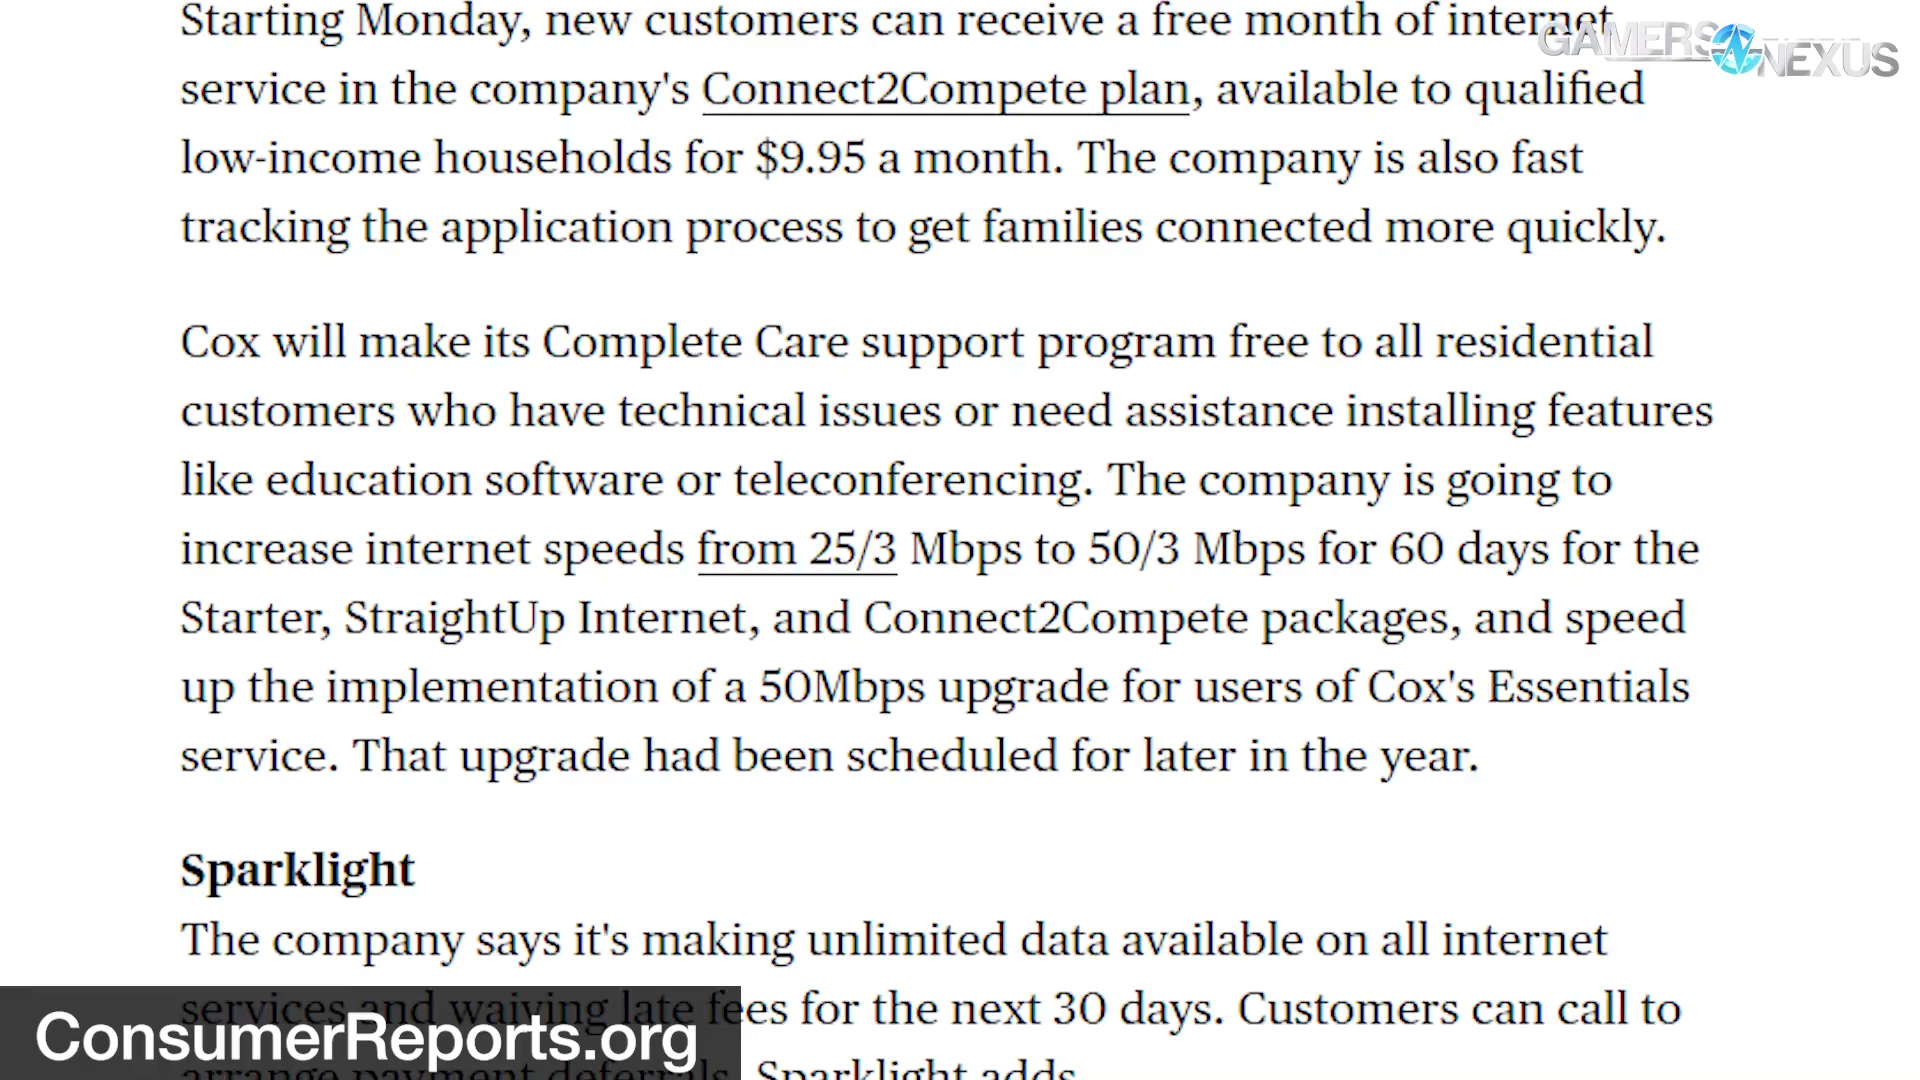 Starting Monday, new customers can receive a free month of internet
GAMERS NEXUS
service in the company's Connect2Compete plan, available to qualified
low-income households for $9.95 a month. The company is also fast
tracking the application process to get families connected more quickly.
Cox will make its Complete Care support program free to all residential
customers who have technical issues or need assistance installing features
like education software or teleconferencing. The company is going to
increase internet speeds from 25/3 Mbps to 50/3 Mbps for 60 days for the
Starter, StraightUp Internet, and Connect2Compete packages, and speed
up the implementation of a 50Mbps upgrade for users of Cox's Essentials
service. That upgrade had been scheduled for later in the year.
Sparklight
The company says it's making unlimited data available on all internet
services and waiving late fees for the next 30 days. Customers can call to
arrange payment deferrals. Sparklight adds
ConsumerReports.org